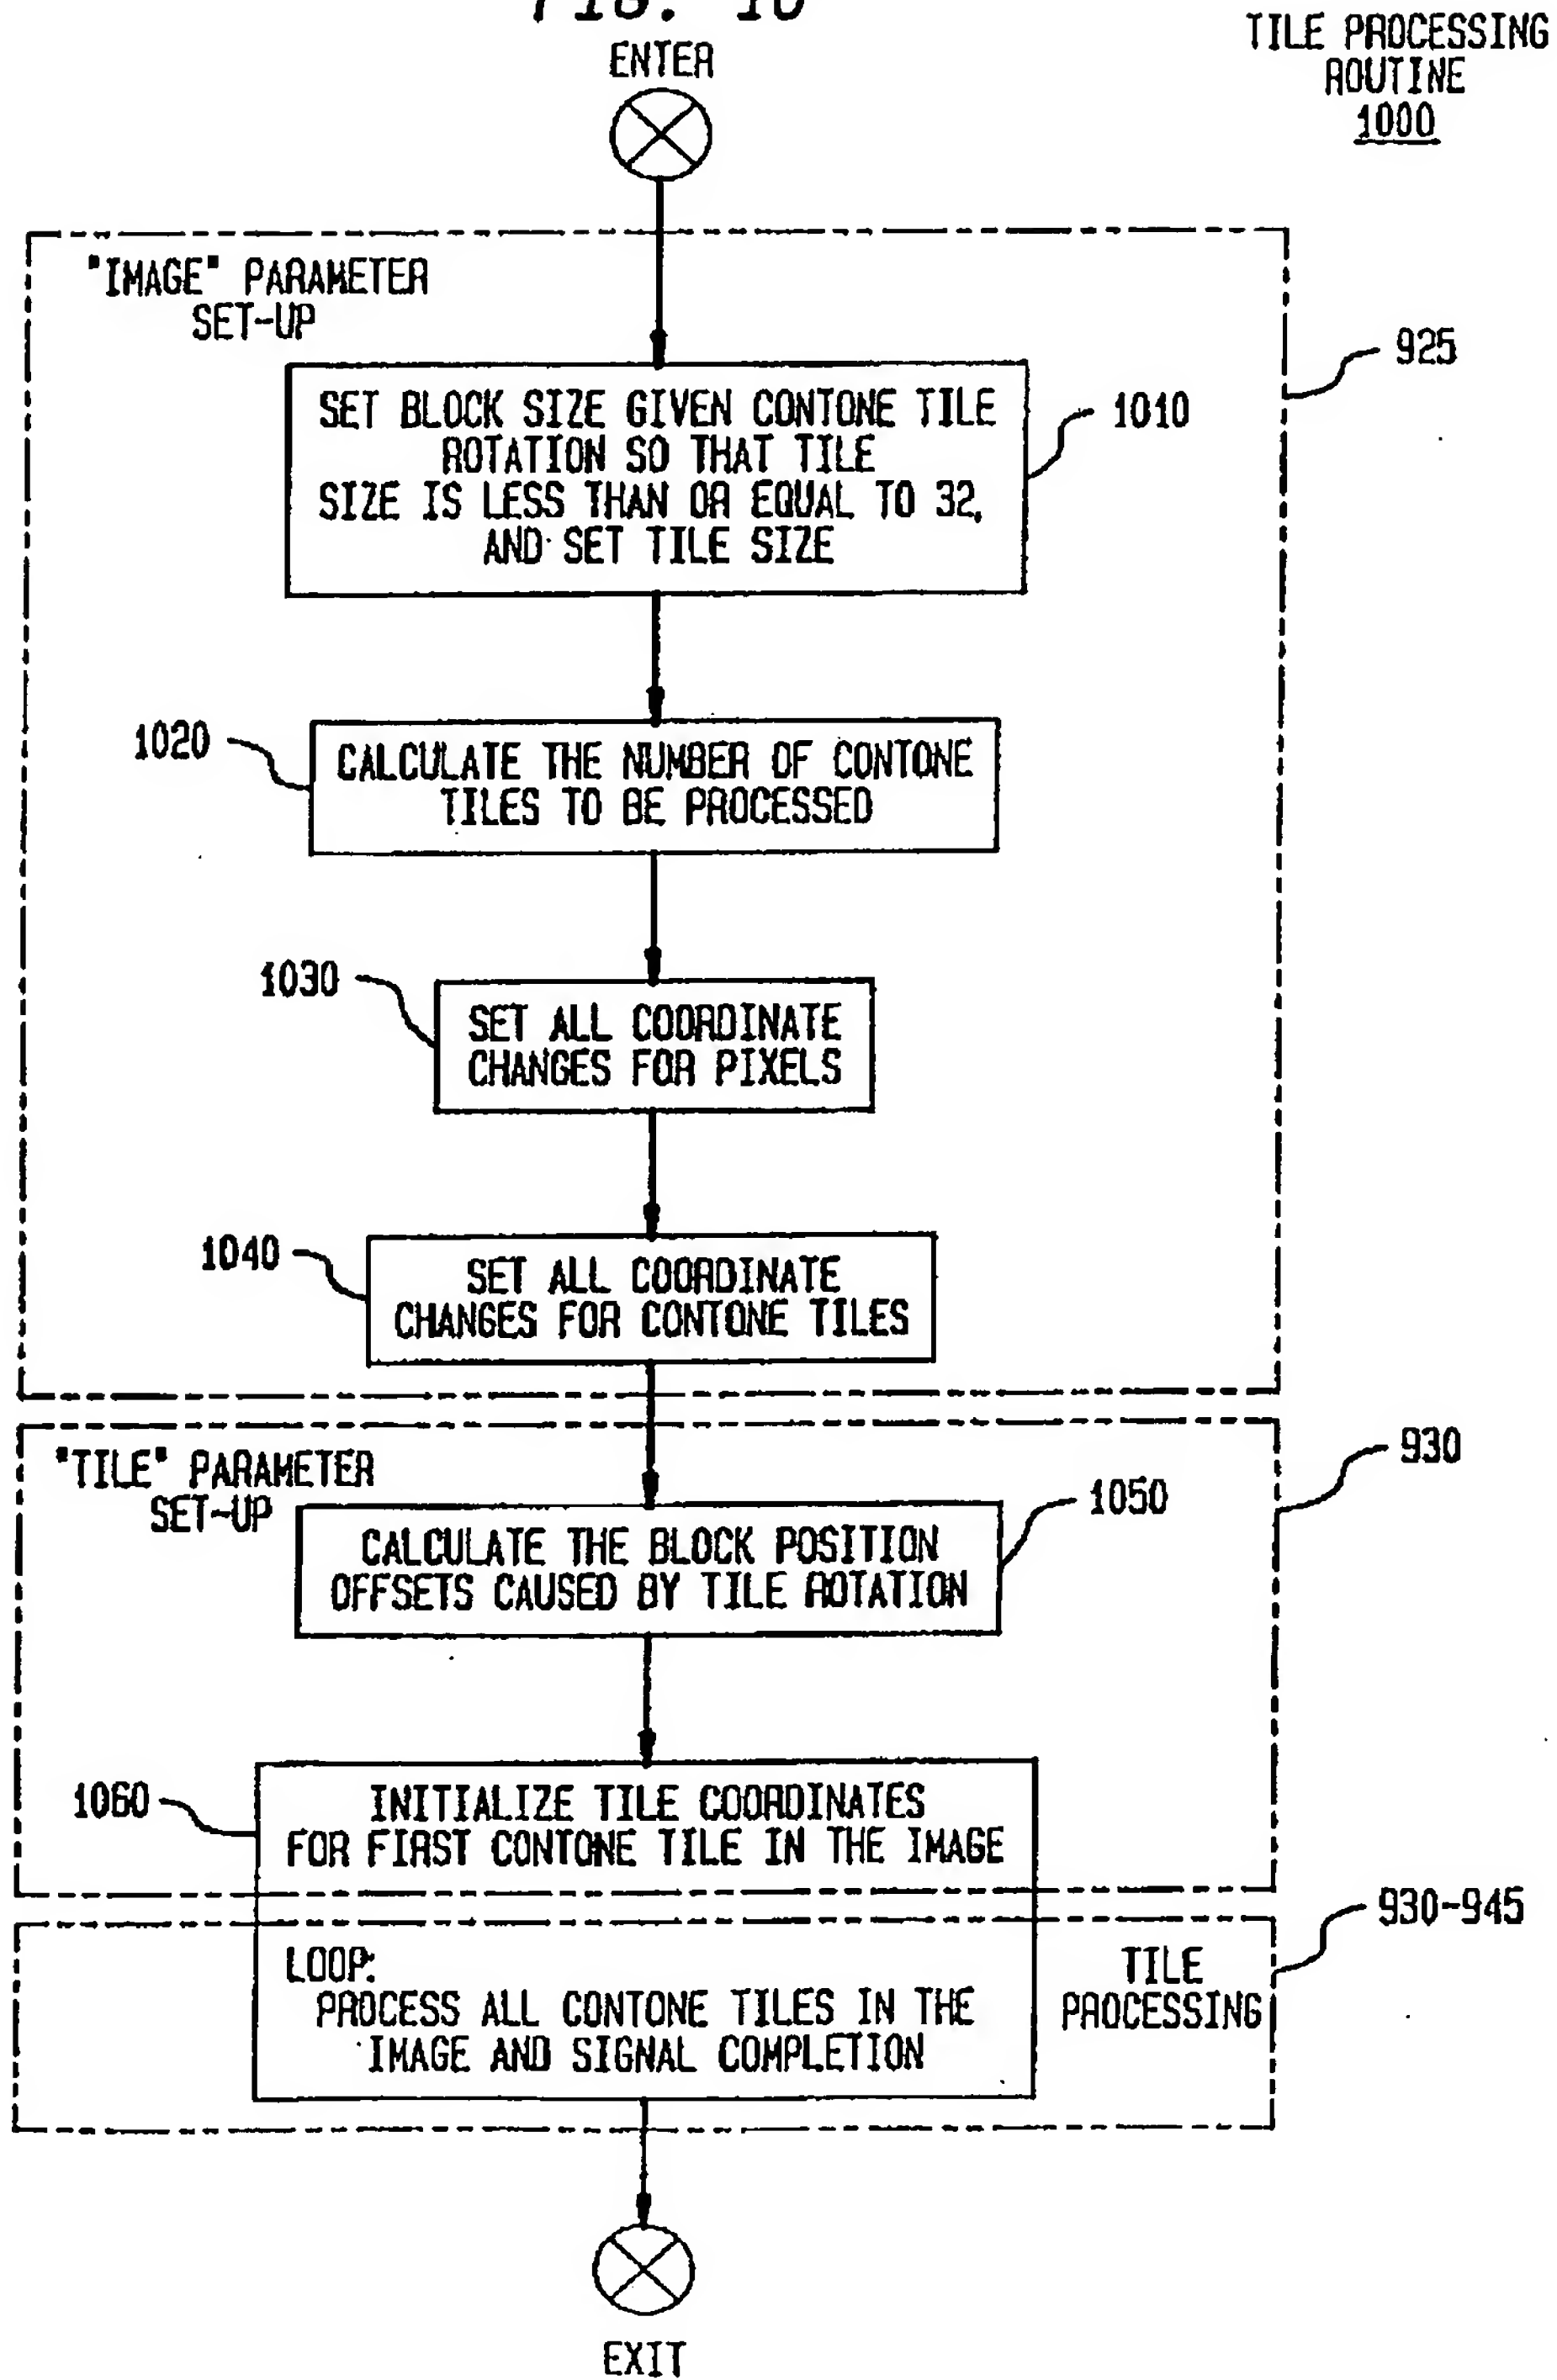 FIG. 10
TILE PROCESSING
ROUTINE
1000
ENTER
"IMAGE" PARAMETER
SET-UP
925
SET BLOCK SIZE GIVEN CONTONE TILE
ROTATION SO THAT TILE
SIZE IS LESS THAN OR EQUAL TO 32,
AND SET TILE SIZE
1010
1020
CALCULATE THE NUMBER OF CONTONE
TILES TO BE PROCESSED
1030
SET ALL COORDINATE
CHANGES FOR PIXELS
1040
SET ALL COORDINATE
CHANGES FOR CONTONE TILES
"TILE" PARAMETER
SET-UP
930
1050
CALCULATE THE BLOCK POSITION
OFFSETS CAUSED BY TILE ROTATION
1060
INITIALIZE TILE COORDINATES
FOR FIRST CONTONE TILE IN THE IMAGE
930-945
LOOP:
PROCESS ALL CONTONE TILES IN THE
IMAGE AND SIGNAL COMPLETION
TILE
PROCESSING
EXIT